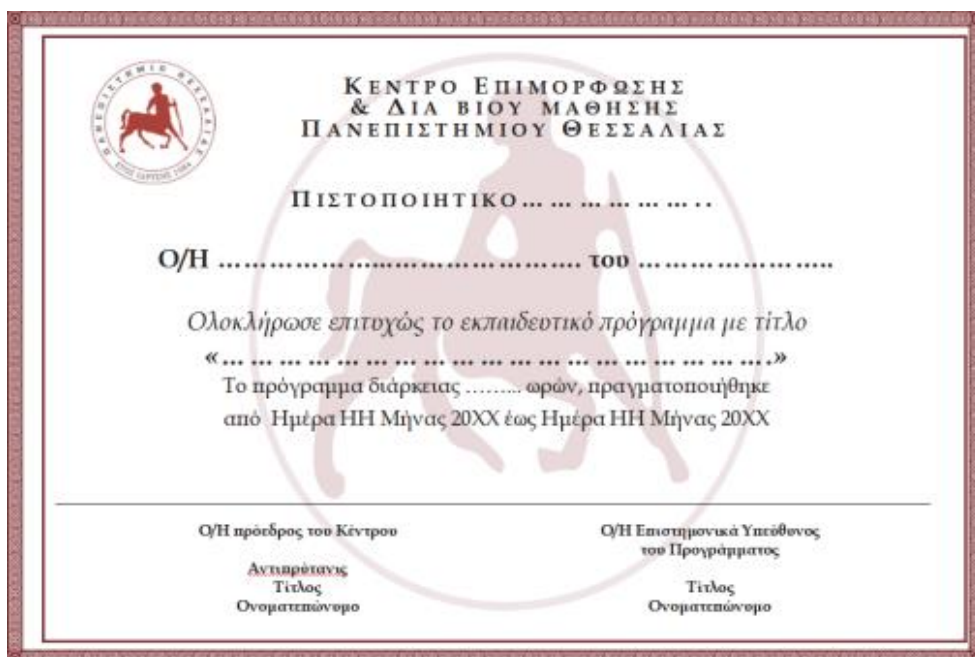 ΠΑΝΕΠΙΣΤΗΜΙΟ ΘΕΣΣΑΛΙΑΣ
ΚΕΝΤΡΟ ΕΠΙΜΟΡΦΩΣΗΣ
& ΔΙΑ ΒΙΟΥ ΜΑΘΗΣΗΣ
ΠΑΝΕΠΙΣΤΗΜΙΟΥ ΘΕΣΣΑΛΙΑΣ
ΠΙΣΤΟΠΟΙΗΤΙΚΟ… … … … … … . .
Ο/Η ……………………………………. του …………………..
Ολοκλήρωσε επιτυχώς το εκπαιδευτικό πρόγραμμα με τίτλο
«… … … … … … … … … … … … … … … … … … ….»
Το πρόγραμμα διάρκειας …….... ωρών, πραγματοποιήθηκε
από Ημέρα ΗΗ Μήνας 20ΧΧ έως Ημέρα ΗΗ Μήνας 20ΧΧ
Ο/Η πρόεδρος του Κέντρου
Αντιπρύτανις
Τίτλος
Ονοματεπώνυμο
Ο/Η Επιστημονικά Υπεύθυνος
του Προγράμματος
Τίτλος
Ονοματεπώνυμο